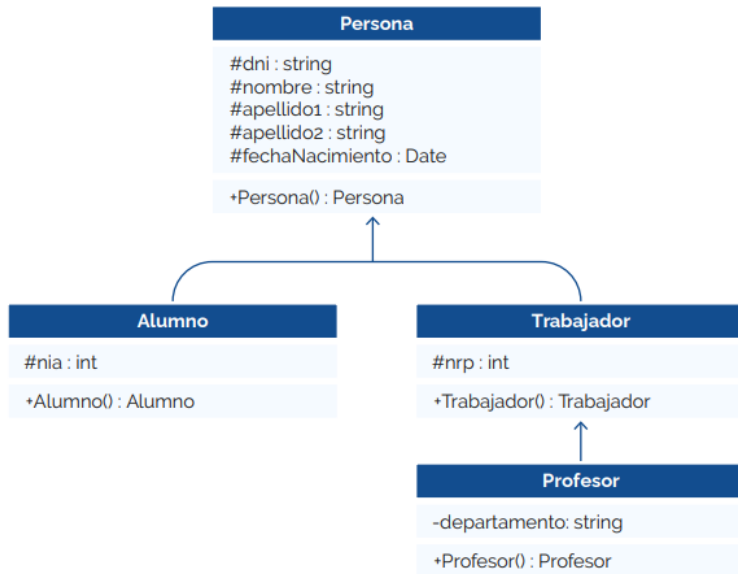 Persona
#dni : string
#nombre : string
#apellido1 : string
#apellido2 : string
#fechaNacimiento : Date
+Persona() : Persona
Alumno
#nia : int
+Alumno() : Alumno
Trabajador
#nrp : int
+Trabajador() : Trabajador
Profesor
-departamento: string
+Profesor() : Profesor